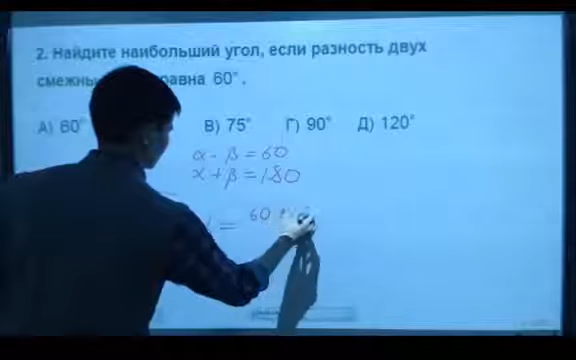 2. Найдите наибольший угол, если разность двух
равна 60°.
А) 60° В) 75° Г) 90° Д) 120°
α - β = 60
α + β = 180
= 60